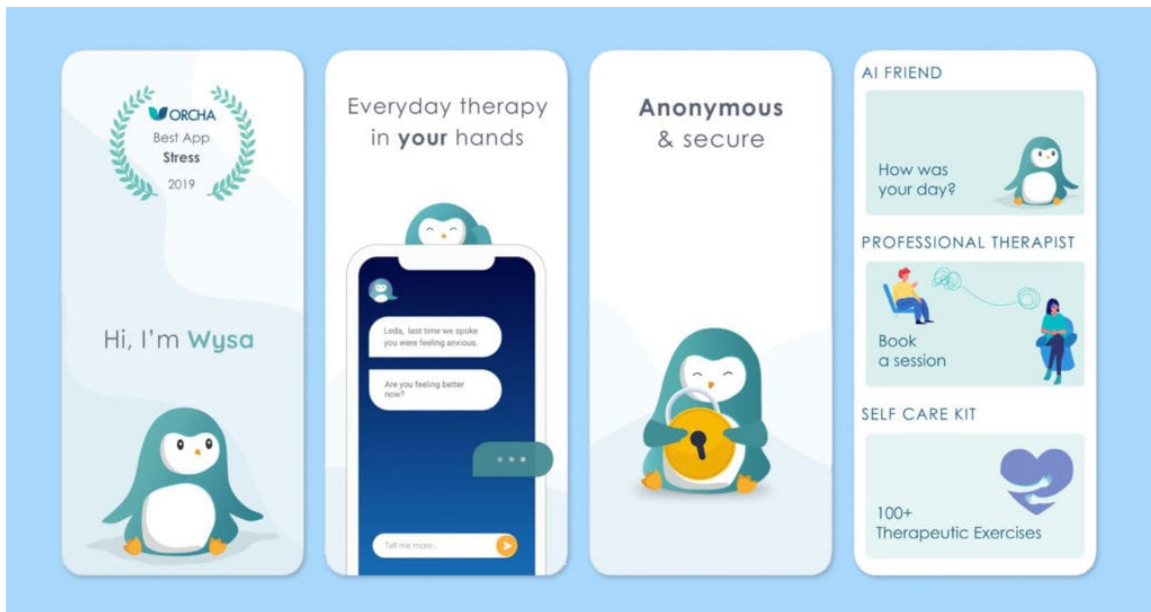 ORCHA
Best App
Stress
2019
Hi, I'm Wysa
Everyday therapy
in your hands
Leda, last time we spoke
you were feeling anxious.
Are you feeling better
now?
Tell me more...
Anonymous
& secure
AI FRIEND
How was
your day?
PROFESSIONAL THERAPIST
Book
a session
SELF CARE KIT
100+
Therapeutic Exercises